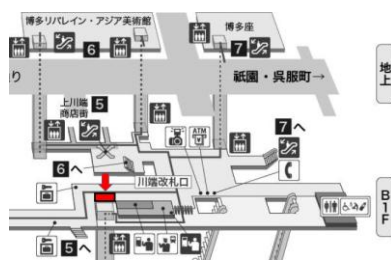 博多リバレイン・アジア美術館
博多座
6
7
り
祇園・呉服町→
地上
上川端
商店街
5
7へ
ATM
6へ
川端改札口
B1F
5へ